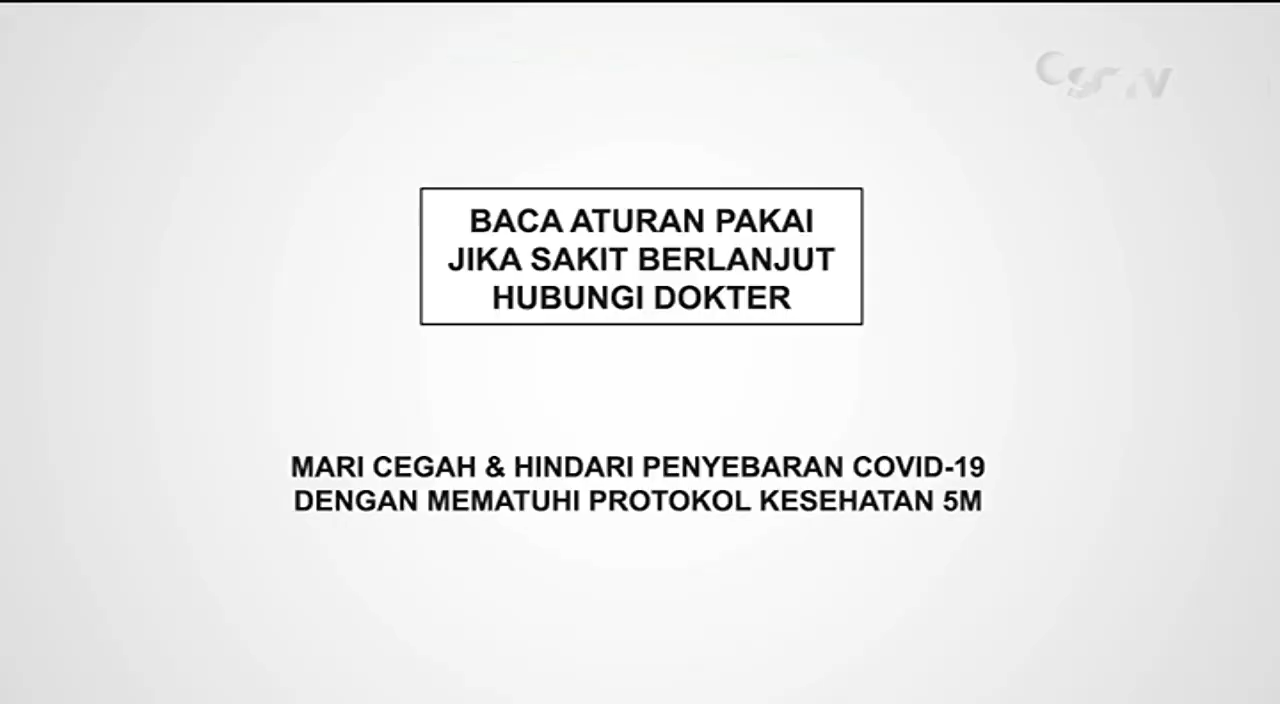 BACA ATURAN PAKAI
JIKA SAKIT BERLANJUT
HUBUNGI DOKTER
MARI CEGAH & HINDARI PENYEBARAN COVID-19
DENGAN MEMATUHI PROTOKOL KESEHATAN 5M